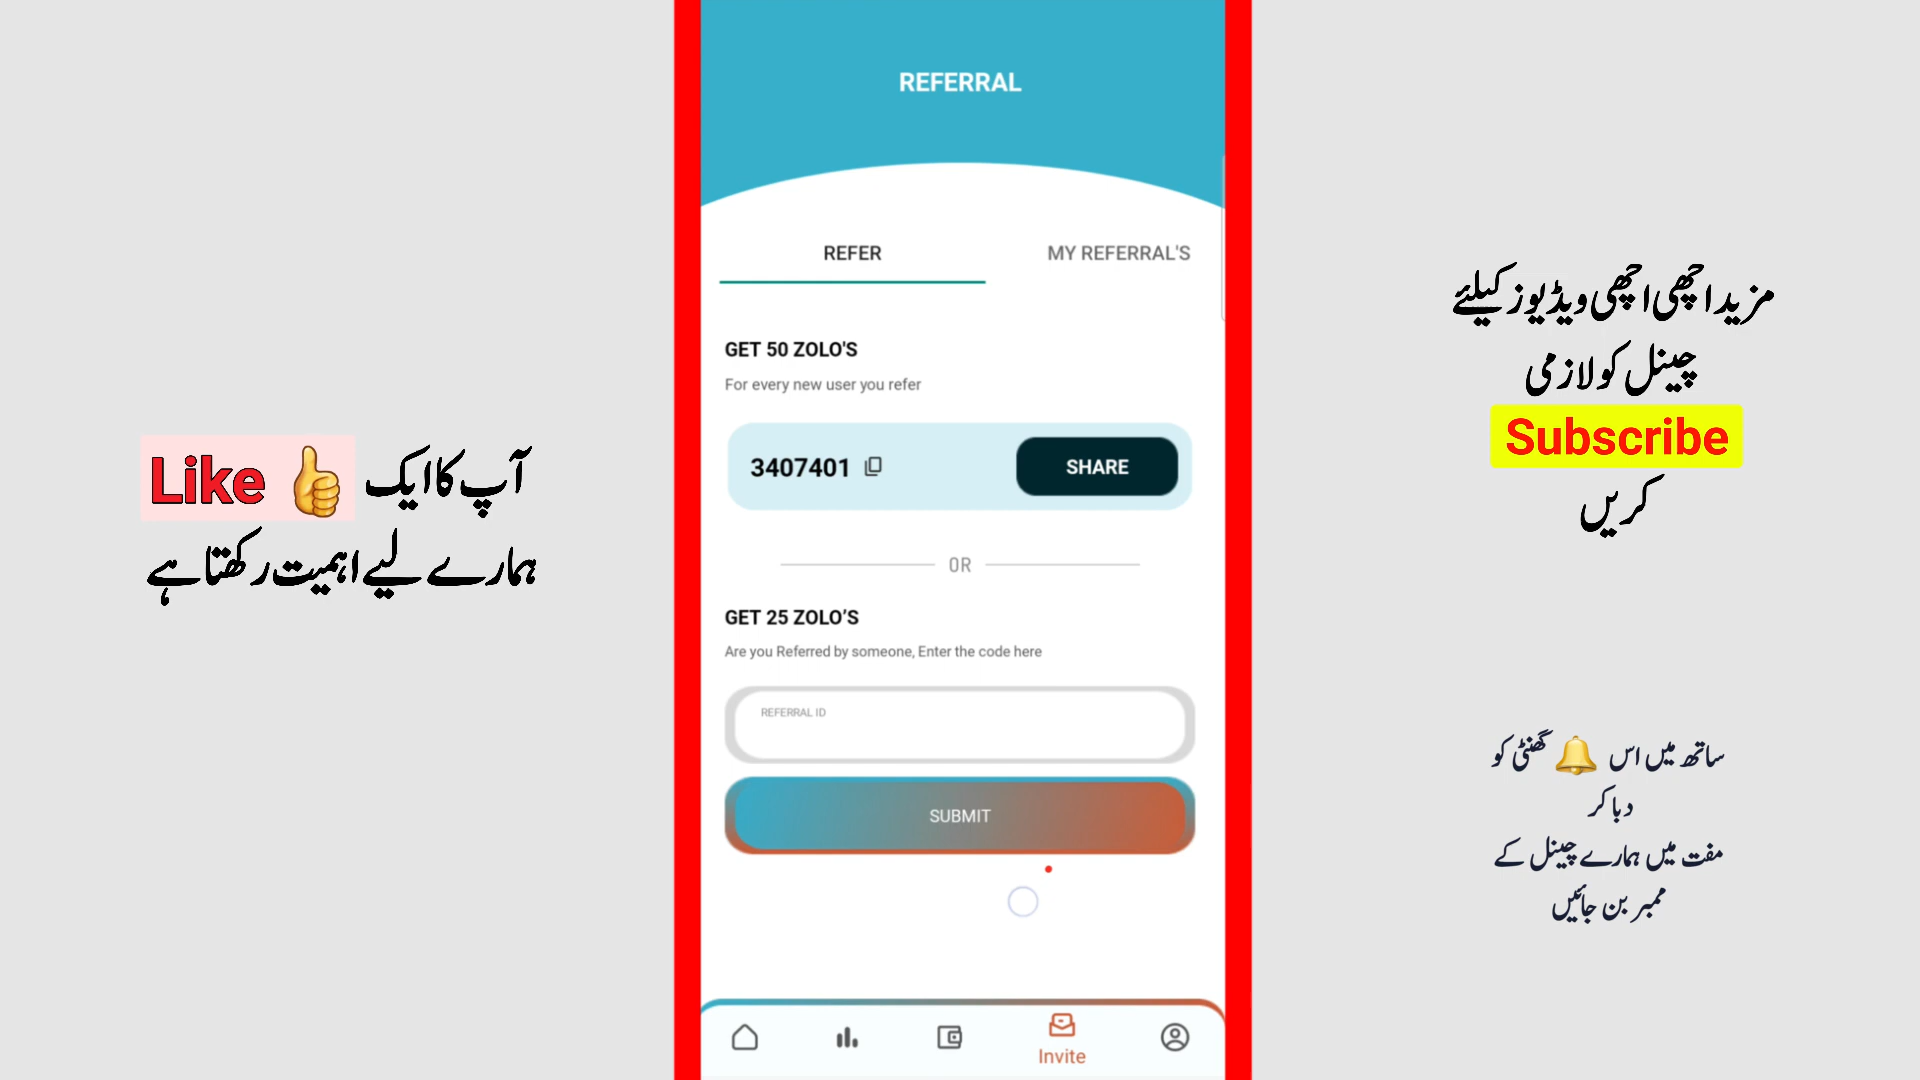 آپ کا ایک 👍 Like
ہمارے لیے اہمیت رکھتا ہے
REFERRAL
REFER
MY REFERRAL'S
GET 50 ZOLO'S
For every new user you refer
3407401
SHARE
OR
GET 25 ZOLO’S
Are you Referred by someone, Enter the code here
REFERRAL ID
SUBMIT
Invite
مزید اچھی اچھی ویڈیوز کیلئے
چینل کو لازمی
Subscribe
کریں
ساتھ میں اس 🔔 گھنٹی کو
دبا کر
مفت میں ہمارے چینل کے
ممبر بن جائیں